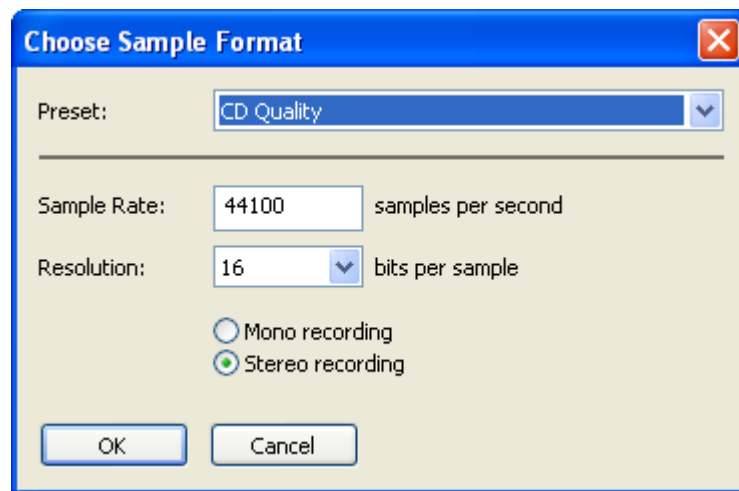 Choose Sample Format
Preset: CD Quality
Sample Rate: 44100 samples per second
Resolution: 16 bits per sample
Mono recording
Stereo recording
OK Cancel